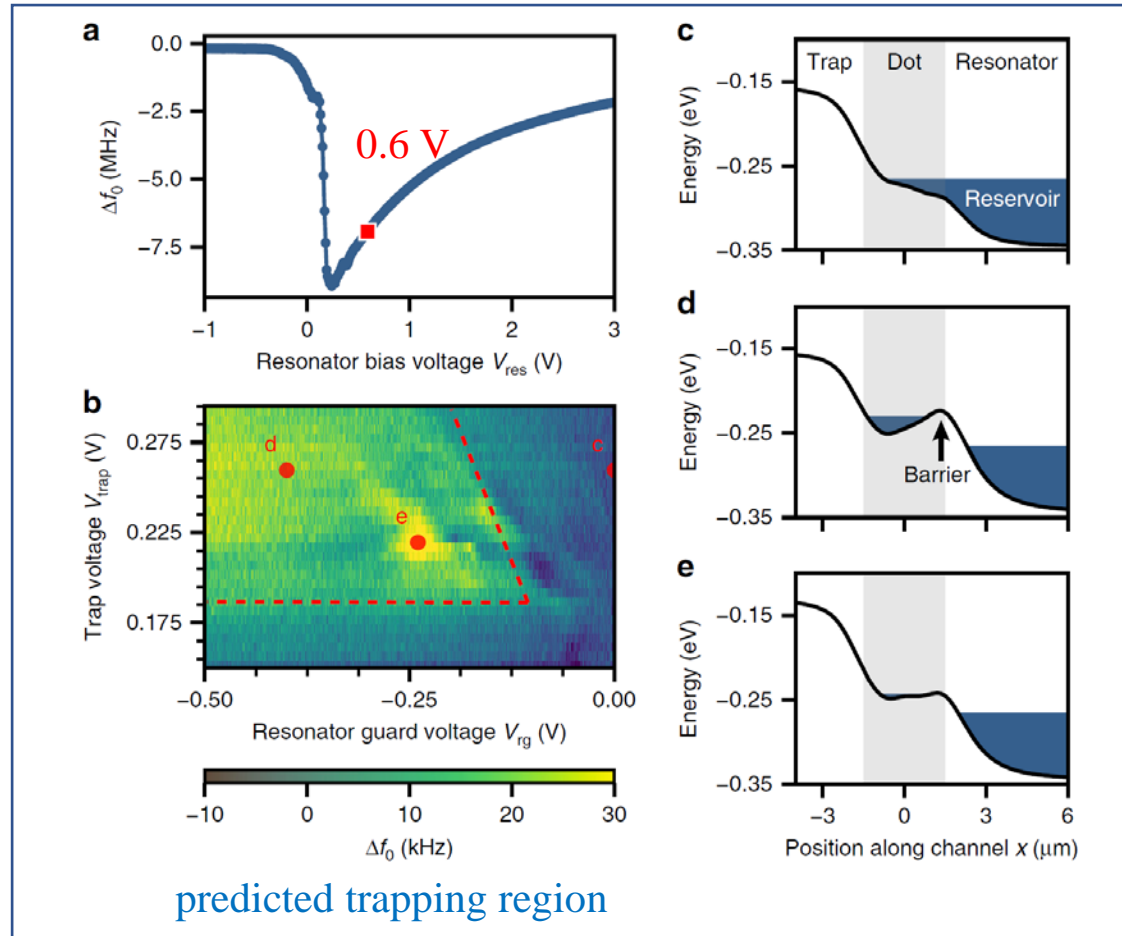 a
0.0
−2.5
−5.0
−7.5
Δf0 (MHz)
0.6 V
−1
0
1
2
3
Resonator bias voltage Vres (V)
b
0.275
0.225
0.175
Trap voltage Vtrap (V)
d
c
e
−0.50
−0.25
0.00
Resonator guard voltage Vrg (V)
−10
0
10
20
30
Δf0 (kHz)
predicted trapping region
c
Trap
Dot
Resonator
−0.15
−0.25
−0.35
Energy (eV)
Reservoir
d
−0.15
−0.25
−0.35
Energy (eV)
Barrier
e
−0.15
−0.25
−0.35
Energy (eV)
−3
0
3
6
Position along channel x (μm)